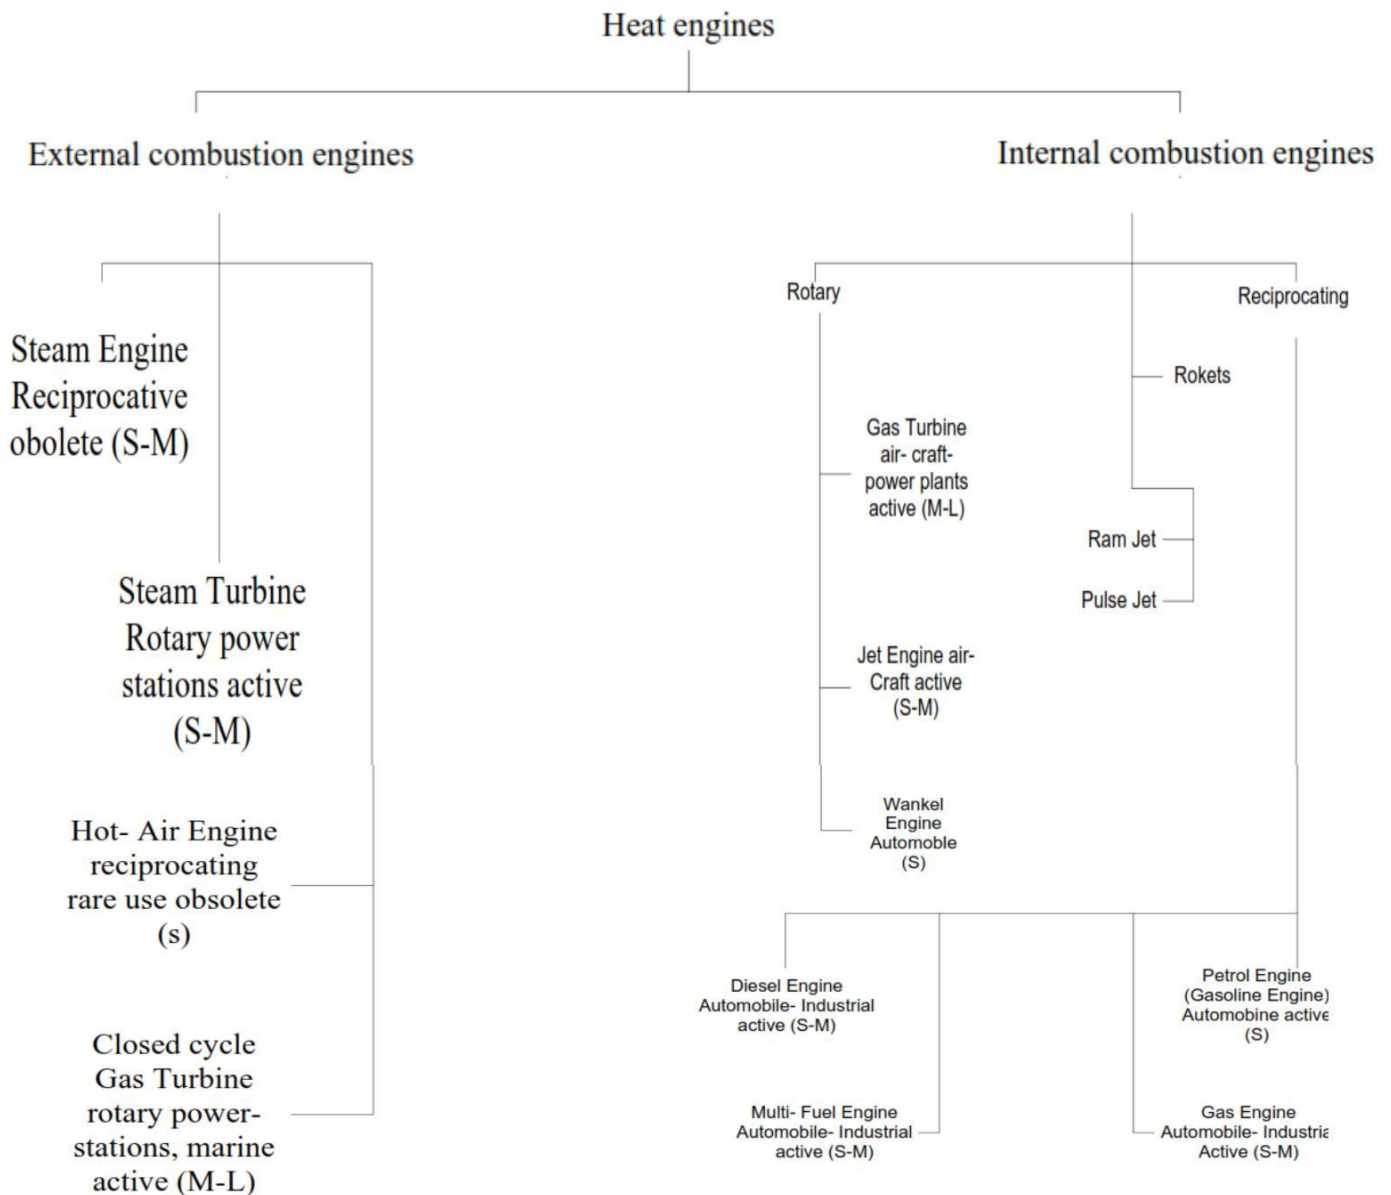 Heat engines
External combustion engines
Internal combustion engines
Steam Engine
Reciprocative
obolete (S-M)
Steam Turbine
Rotary power
stations active
(S-M)
Hot- Air Engine
reciprocating
rare use obsolete
(s)
Closed cycle
Gas Turbine
rotary power-
stations, marine
active (M-L)
Rotary
Gas Turbine
air- craft-
power plants
active (M-L)
Jet Engine air-
Craft active
(S-M)
Wankel
Engine
Automoble
(S)
Rokets
Ram Jet
Pulse Jet
Reciprocating
Diesel Engine
Automobile- Industrial
active (S-M)
Multi- Fuel Engine
Automobile- Industrial
active (S-M)
Petrol Engine
(Gasoline Engine)
Automobine active
(S)
Gas Engine
Automobile- Industria
Active (S-M)